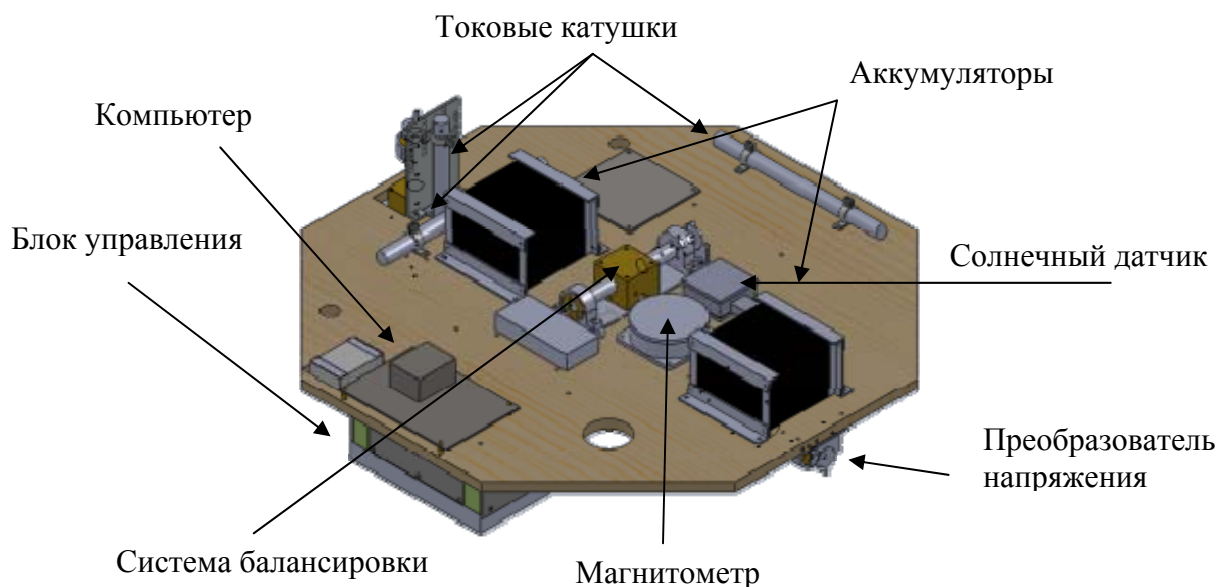 Токовые катушки
Аккумуляторы
Компьютер
Блок управления
Солнечный датчик
Преобразователь
напряжения
Система балансировки
Магнитометр